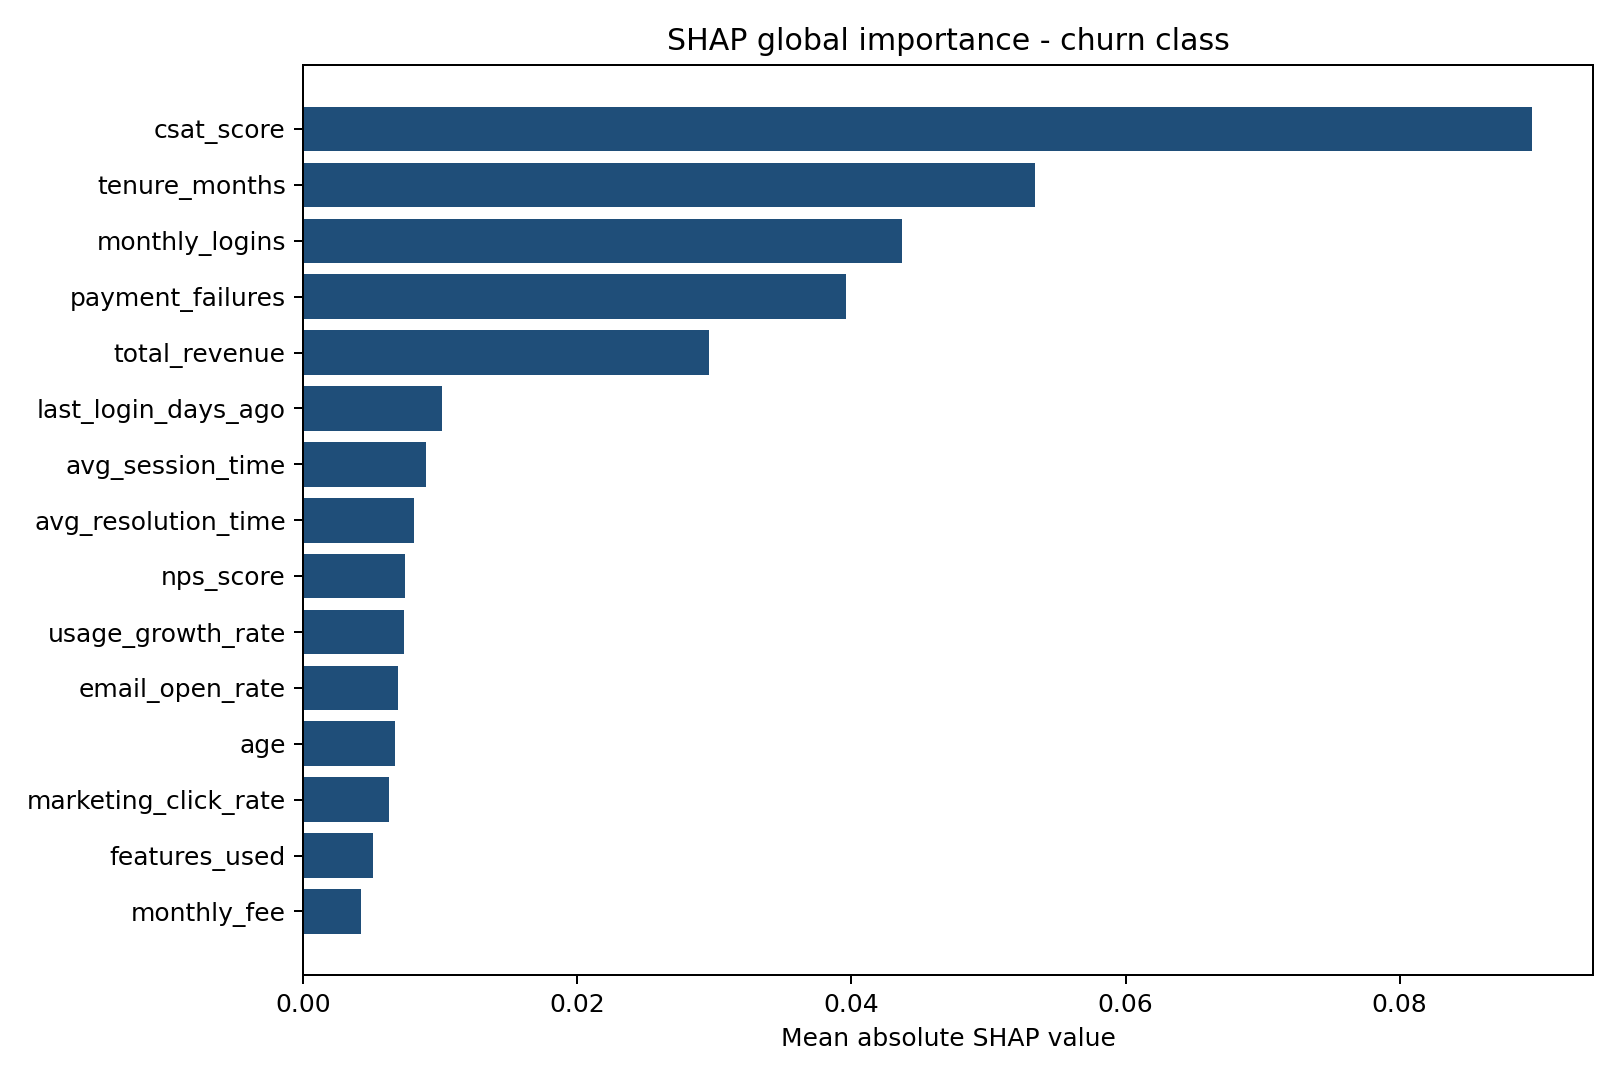 SHAP global importance - churn class
csat_score
tenure_months
monthly_logins
payment_failures
total_revenue
last_login_days_ago
avg_session_time
avg_resolution_time
nps_score
usage_growth_rate
email_open_rate
age
marketing_click_rate
features_used
monthly_fee
0.00 0.02 0.04 0.06 0.08
Mean absolute SHAP value